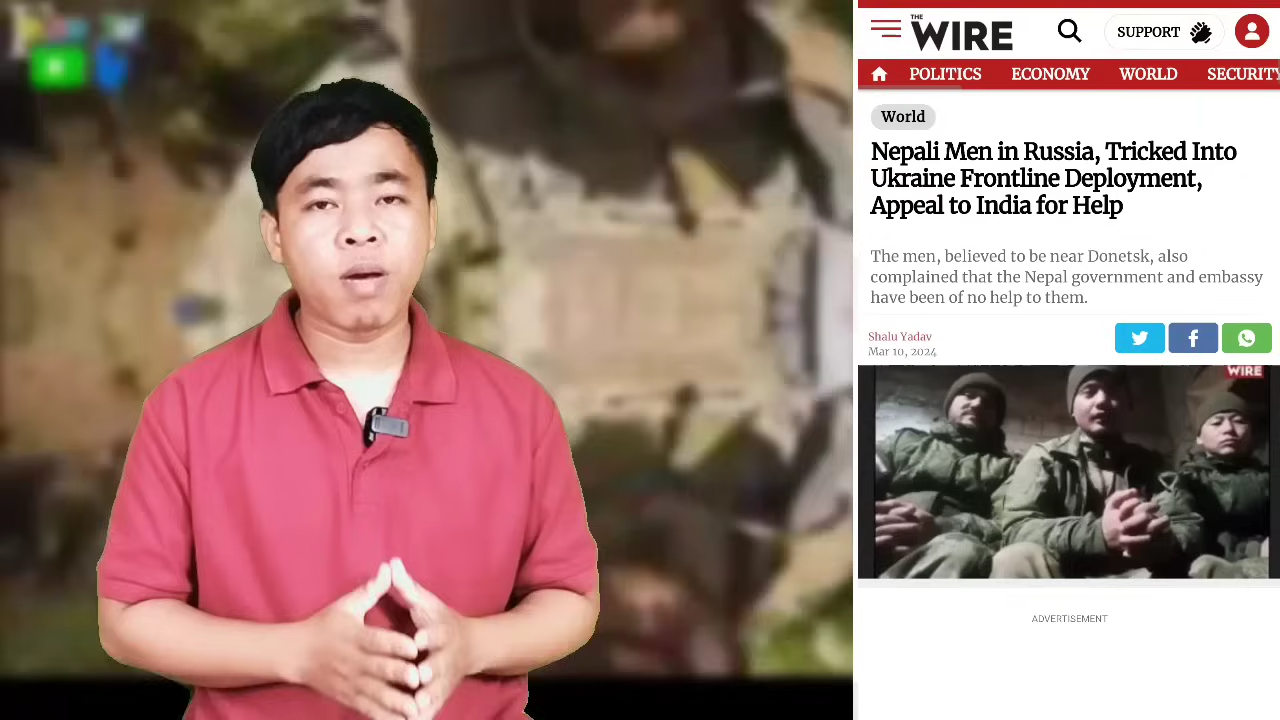 THE
WIRE
SUPPORT
POLITICS
ECONOMY
WORLD
SECURITY
World
Nepali Men in Russia, Tricked Into
Ukraine Frontline Deployment,
Appeal to India for Help
The men, believed to be near Donetsk, also
complained that the Nepal government and embassy
have been of no help to them.
Shalu Yadav
Mar 10, 2024
WIRE
ADVERTISEMENT